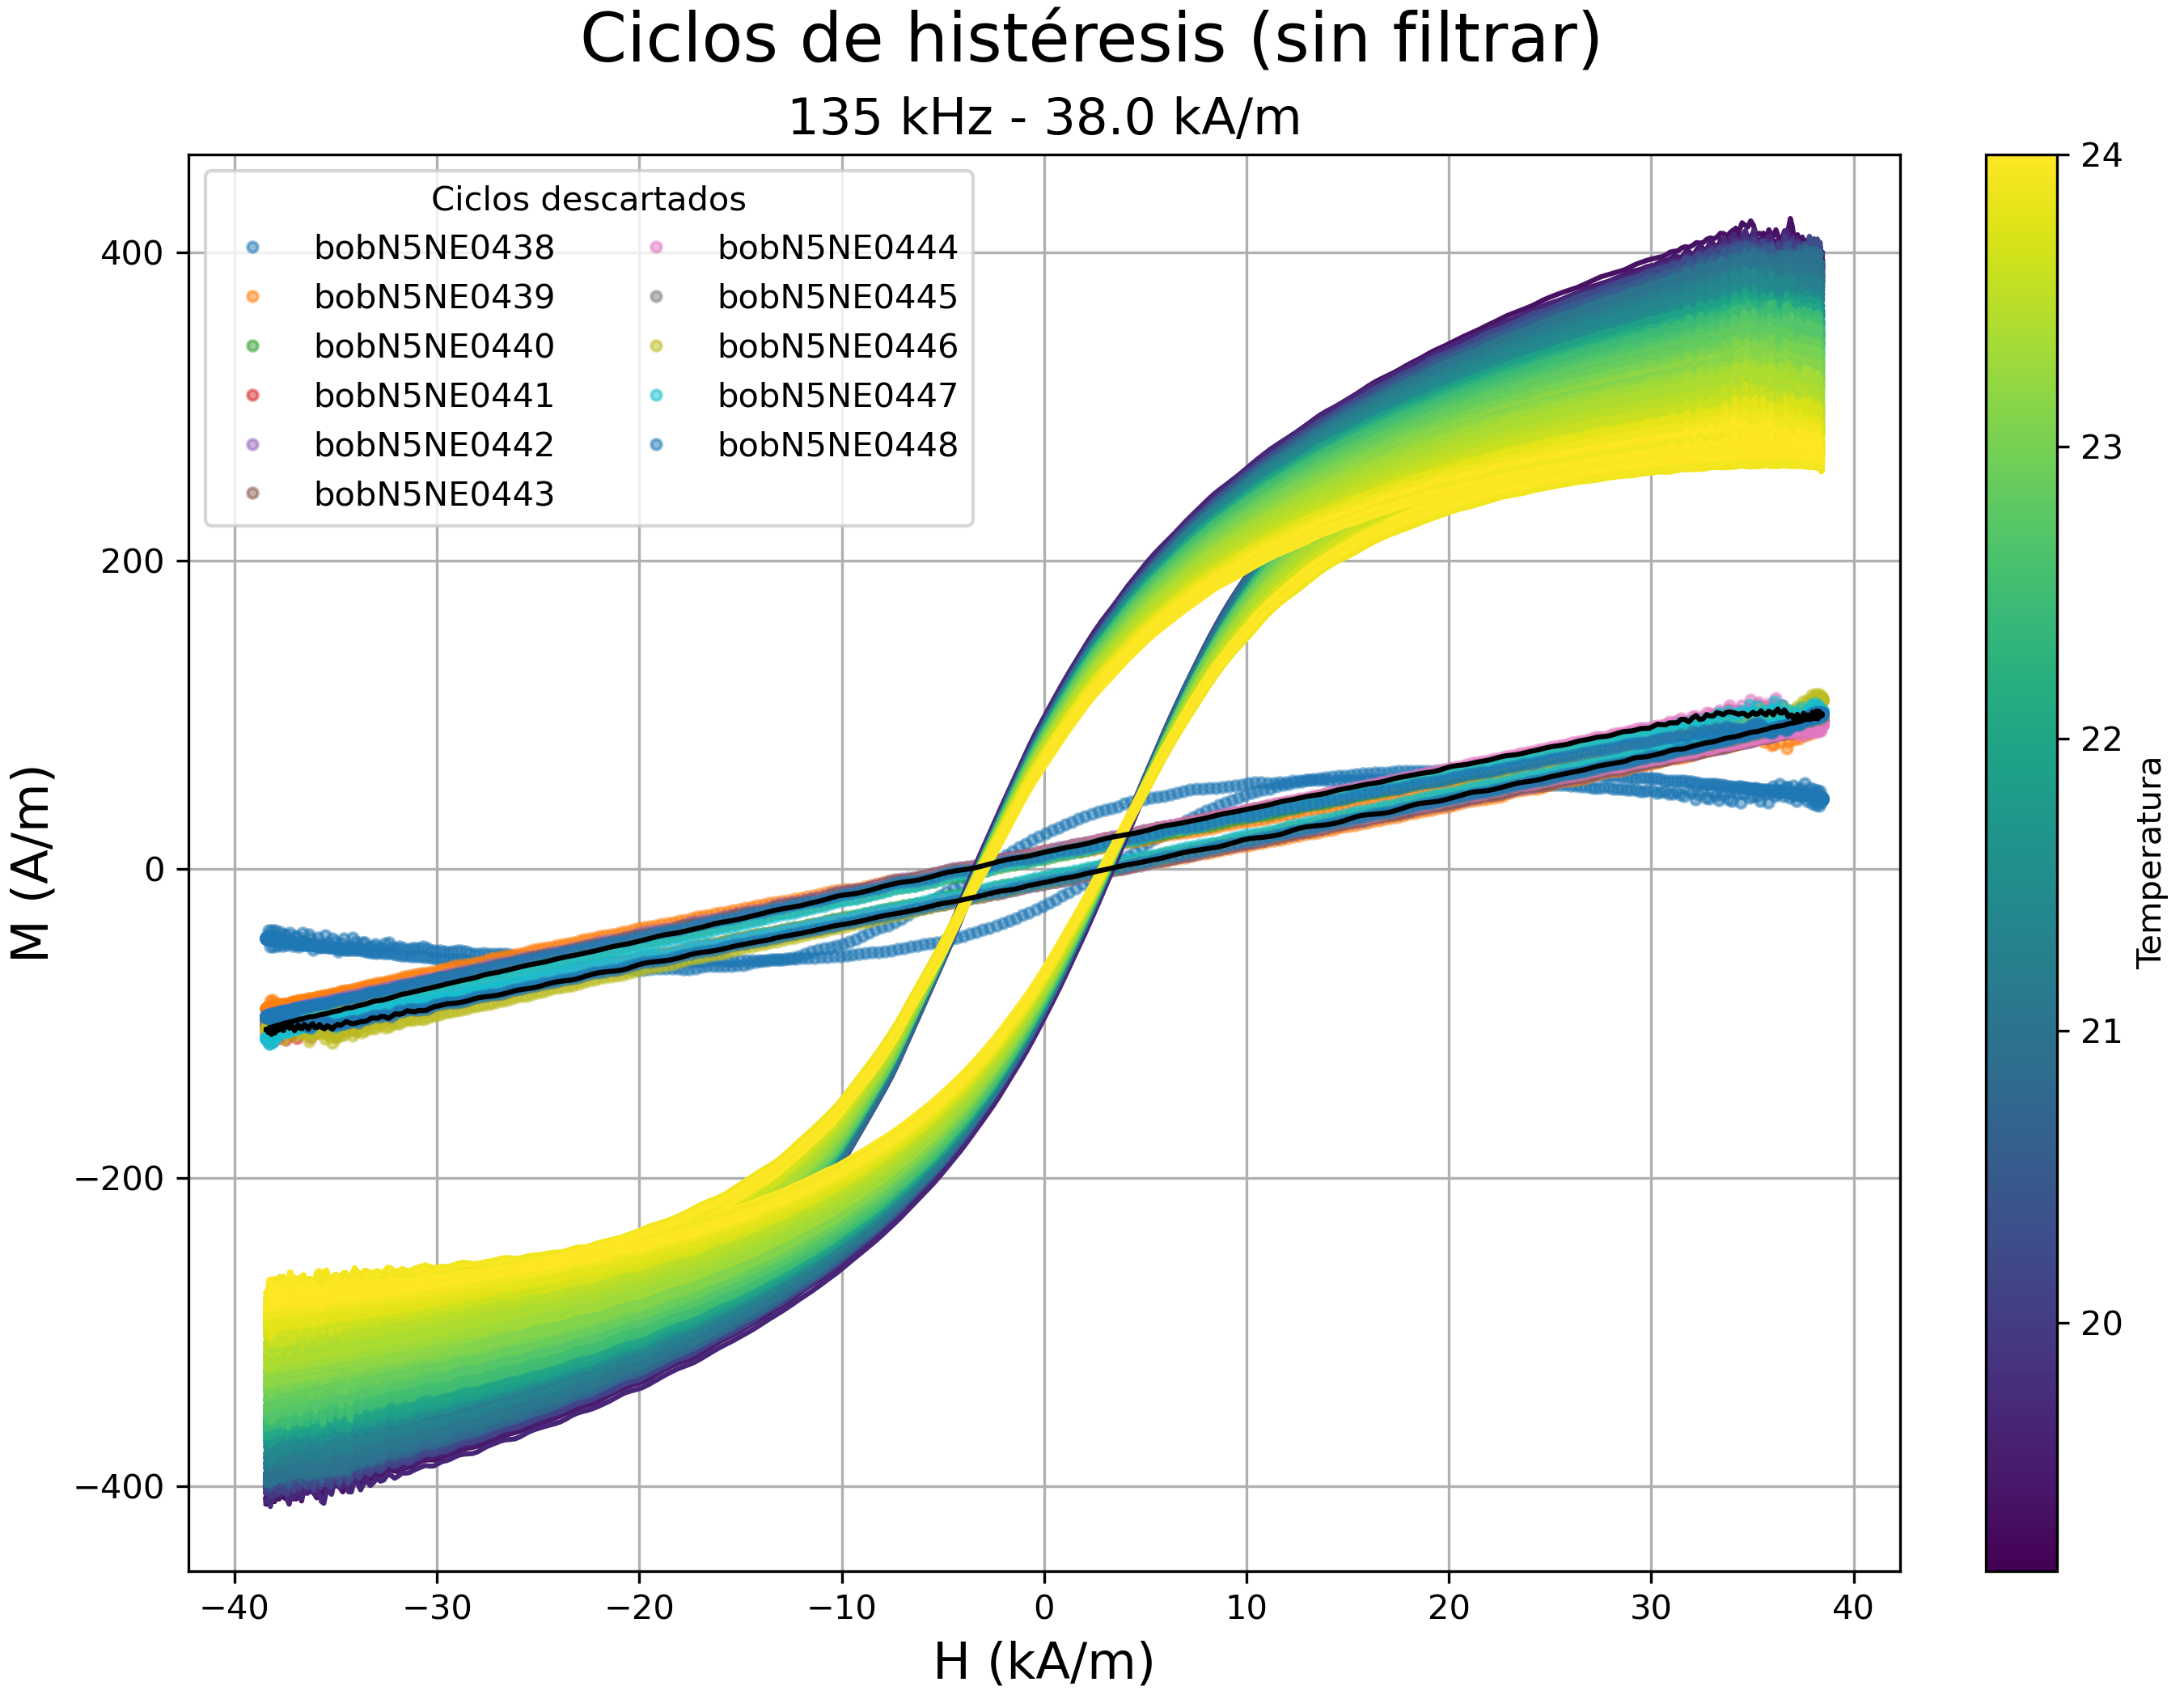 Ciclos de histéresis (sin filtrar)
135 kHz - 38.0 kA/m
Ciclos descartados
bobN5NE0438
bobN5NE0439
bobN5NE0440
bobN5NE0441
bobN5NE0442
bobN5NE0443
bobN5NE0444
bobN5NE0445
bobN5NE0446
bobN5NE0447
bobN5NE0448
M (A/m)
400
200
0
−200
−400
−40
−30
−20
−10
0
10
20
30
40
H (kA/m)
24
23
22
21
20
Temperatura